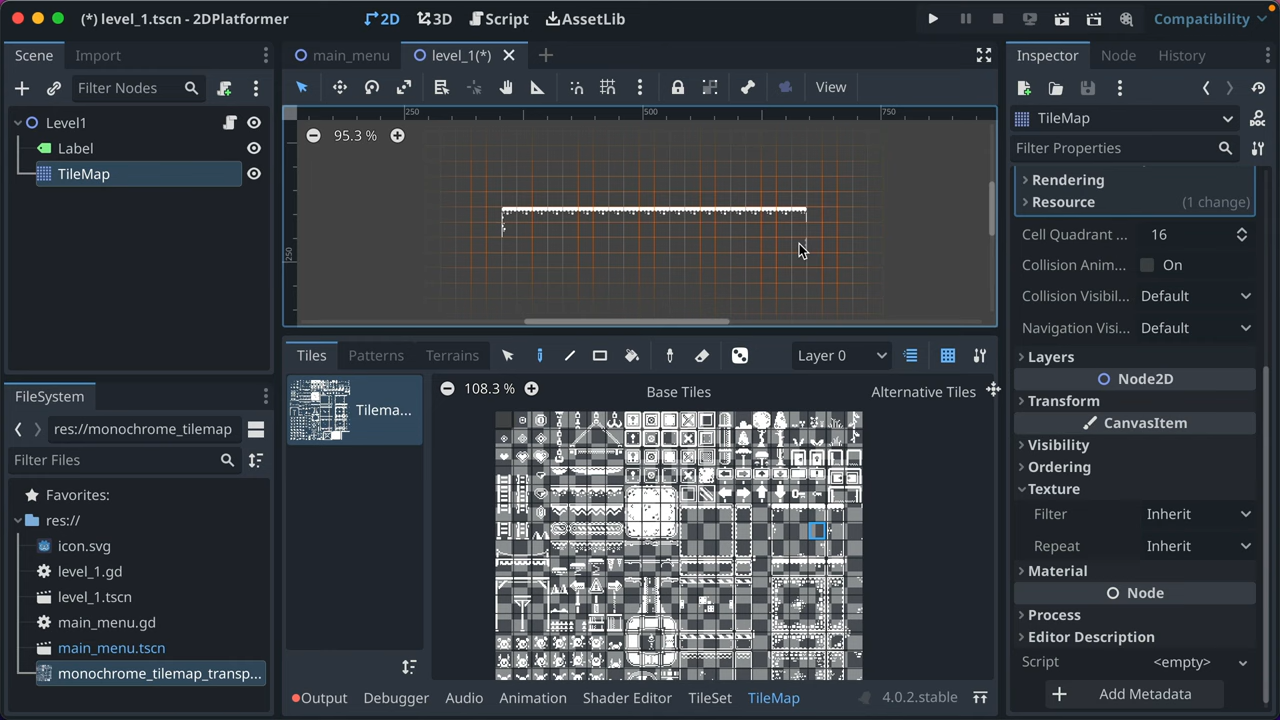 (*) level_1.tscn - 2DPlatformer
2D
3D
Script
AssetLib
Compatibility
Scene
Import
Filter Nodes
Level1
Label
TileMap
FileSystem
res://monochrome_tilemap
Filter Files
Favorites:
res://
icon.svg
level_1.gd
level_1.tscn
main_menu.gd
main_menu.tscn
monochrome_tilemap_transp...
main_menu
level_1(*)
View
250
500
750
250
95.3 %
Tiles
Patterns
Terrains
Layer 0
Tilema...
108.3 %
Base Tiles
Alternative Tiles
Output
Debugger
Audio
Animation
Shader Editor
TileSet
TileMap
4.0.2.stable
Inspector
Node
History
TileMap
Filter Properties
Rendering
Resource (1 change)
Cell Quadrant ... 16
Collision Anim... On
Collision Visibil... Default
Navigation Visi... Default
Layers
Node2D
Transform
CanvasItem
Visibility
Ordering
Texture
Filter Inherit
Repeat Inherit
Material
Node
Process
Editor Description
Script <empty>
Add Metadata